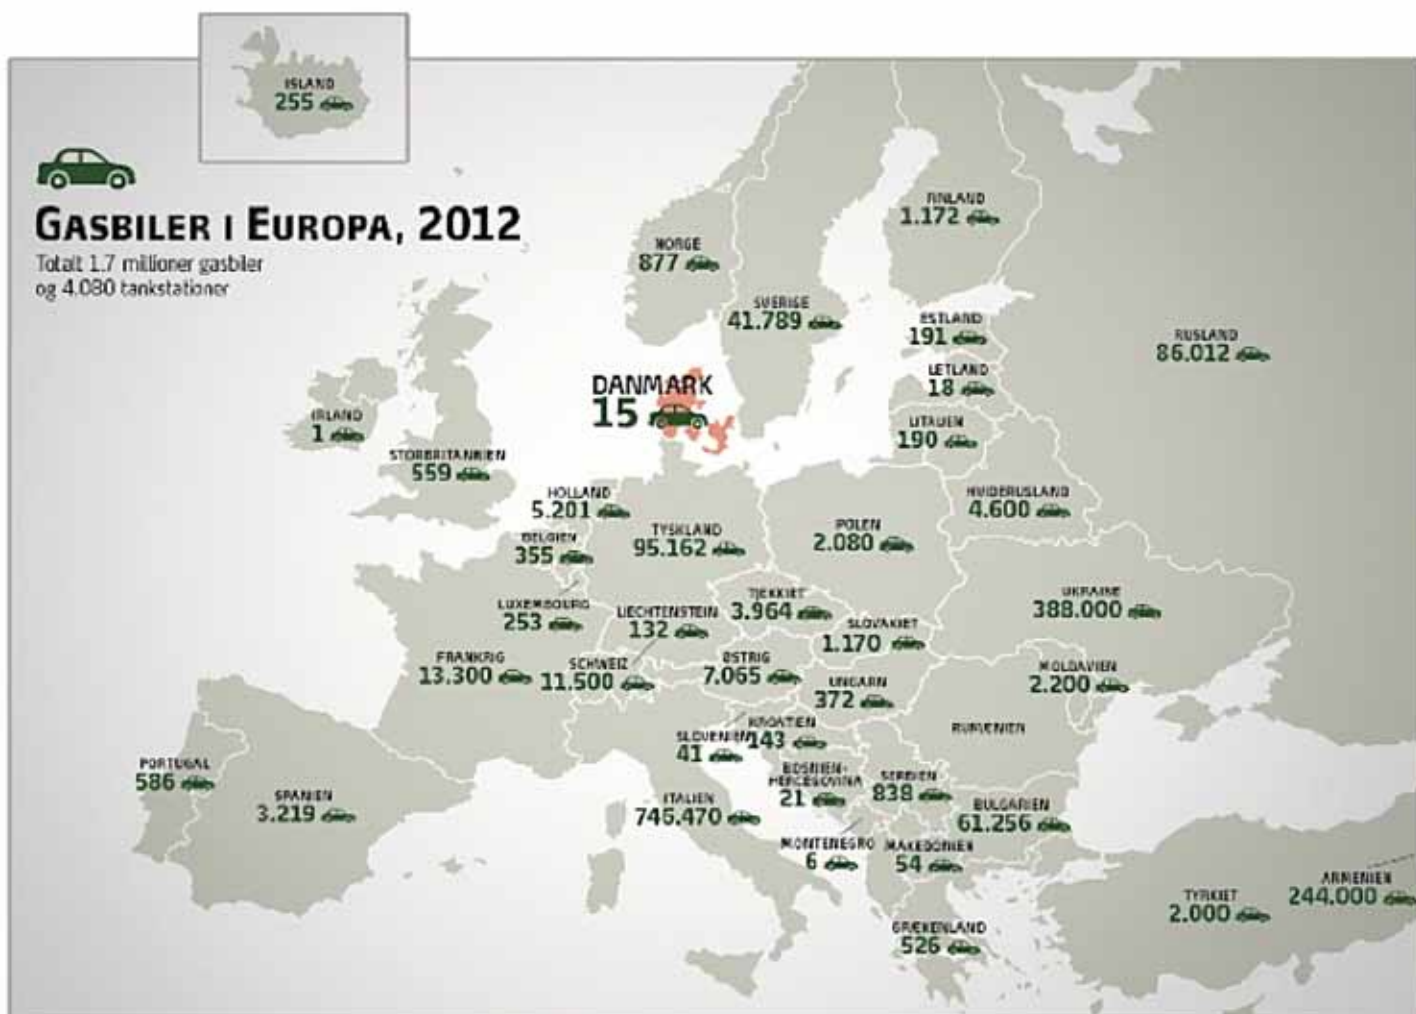 ISLAND
255
GASBILER I EUROPA, 2012
Totalt 1.7 millioner gasbiler
og 4.080 tankstationer
FINLAND
1.172
NORGE
877
SVERIGE
41.789
ESTLAND
191
RUSLAND
86.012
LETLAND
18
DANMARK
15
LITAUEN
190
IRLAND
1
STORBRITANNIEN
559
HOLLAND
5.201
HVIDERUSLAND
4.600
TYSKLAND
95.162
POLEN
2.080
BELGIEN
355
LUXEMBOURG
253
LIECHTENSTEIN
132
TJEKKIET
3.964
UKRAINE
388.000
SLOVAKIET
1.170
FRANKRIG
13.300
SCHWEIZ
11.500
ØSTRIG
7.065
UNGARN
372
MOLDAVIEN
2.200
RUMÆNIEN
KROATIEN
143
SLOVENIEN
41
PORTUGAL
586
SPANIEN
3.219
ITALIEN
746.470
BOSNIEN-
HERCEGOVINA
21
SERBIEN
838
BULGARIEN
61.256
MONTENEGRO
6
MAKEDONIEN
54
GRÆKENLAND
526
TYRKIET
2.000
ARMENIEN
244.000